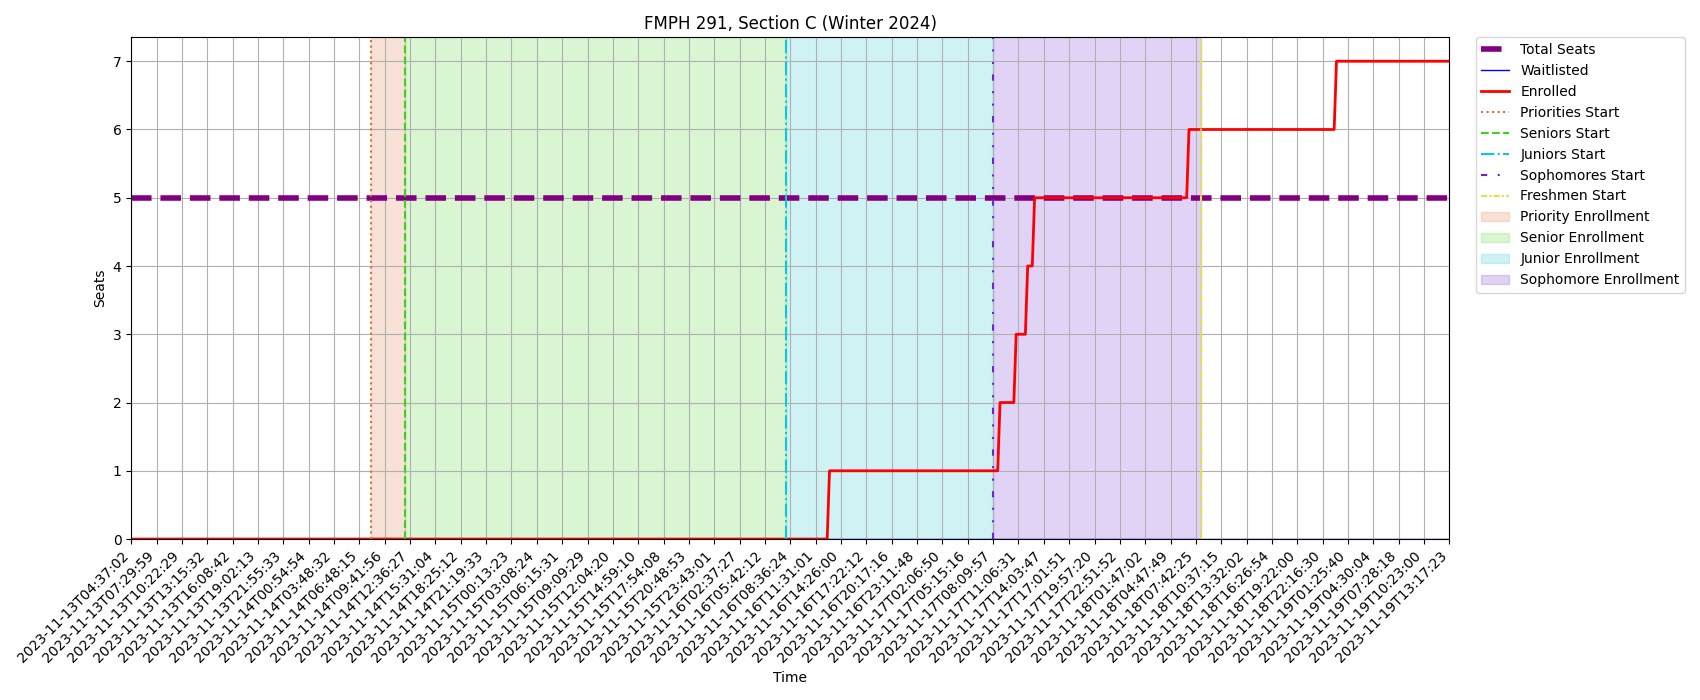 FMPH 291, Section C (Winter 2024)
Seats
7
6
5
4
3
2
1
0
2023-11-13T04:37:02
2023-11-13T07:29:59
2023-11-13T10:22:29
2023-11-13T13:15:32
2023-11-13T16:08:42
2023-11-13T19:02:13
2023-11-13T21:55:33
2023-11-14T00:54:54
2023-11-14T03:48:32
2023-11-14T06:48:15
2023-11-14T09:41:56
2023-11-14T12:36:27
2023-11-14T15:31:04
2023-11-14T18:25:12
2023-11-14T21:19:33
2023-11-15T00:13:23
2023-11-15T03:08:24
2023-11-15T06:15:31
2023-11-15T09:09:29
2023-11-15T12:04:20
2023-11-15T14:59:10
2023-11-15T17:54:08
2023-11-15T20:48:53
2023-11-15T23:43:01
2023-11-16T02:37:27
2023-11-16T05:42:12
2023-11-16T08:36:24
2023-11-16T11:31:01
2023-11-16T14:26:00
2023-11-16T17:22:12
2023-11-16T20:17:16
2023-11-16T23:11:48
2023-11-17T02:06:50
2023-11-17T05:15:16
2023-11-17T08:09:57
2023-11-17T11:06:31
2023-11-17T14:03:47
2023-11-17T17:01:51
2023-11-17T19:57:20
2023-11-17T22:51:52
2023-11-18T01:47:02
2023-11-18T04:47:49
2023-11-18T07:42:25
2023-11-18T10:37:15
2023-11-18T13:32:02
2023-11-18T16:26:54
2023-11-18T19:22:00
2023-11-18T22:16:30
2023-11-19T01:25:40
2023-11-19T04:30:04
2023-11-19T07:28:18
2023-11-19T10:23:00
2023-11-19T13:17:23
Time
Total Seats
Waitlisted
Enrolled
Priorities Start
Seniors Start
Juniors Start
Sophomores Start
Freshmen Start
Priority Enrollment
Senior Enrollment
Junior Enrollment
Sophomore Enrollment